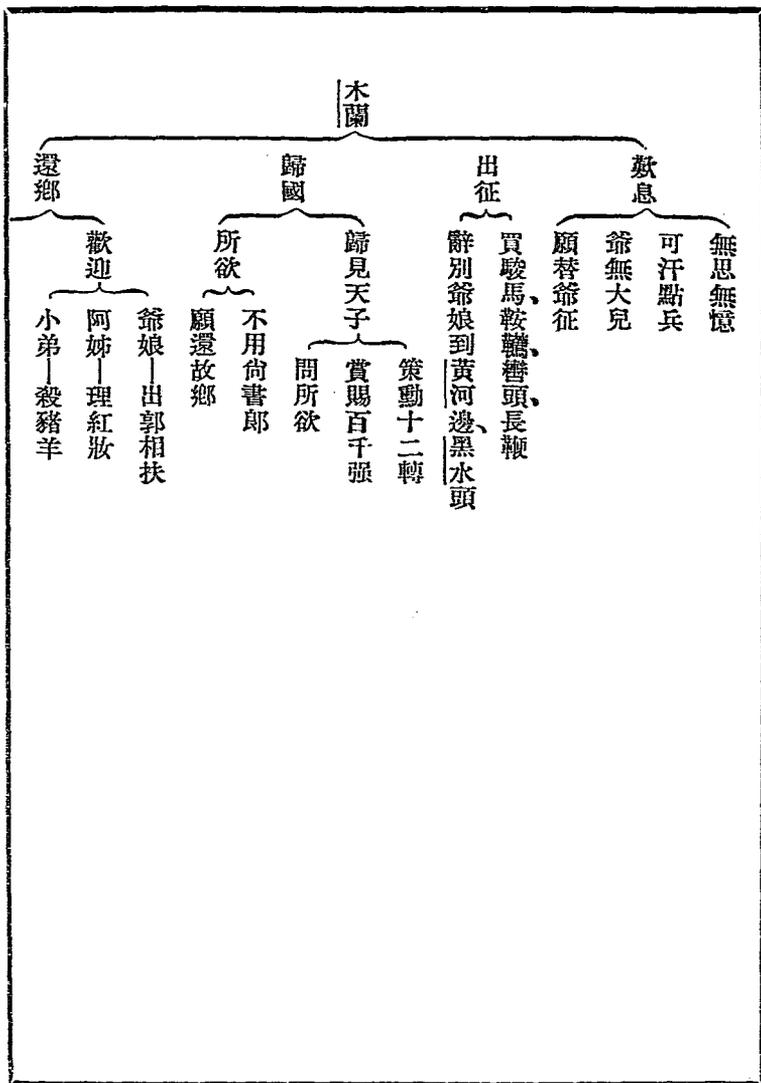 木蘭
歎息
無思無憶
可汗點兵
爺無大兒
願替爺征
出征
買駿馬、鞍韉、轡頭、長鞭
辭別爺娘到黃河邊、黑水頭
歸國
歸見天子
策勳十二轉
賞賜百千强
問所欲
所欲
不用尙書郎
願還故鄉
還鄉
歡迎
爺娘—出郭相扶
阿姊—理紅妝
小弟—殺豬羊